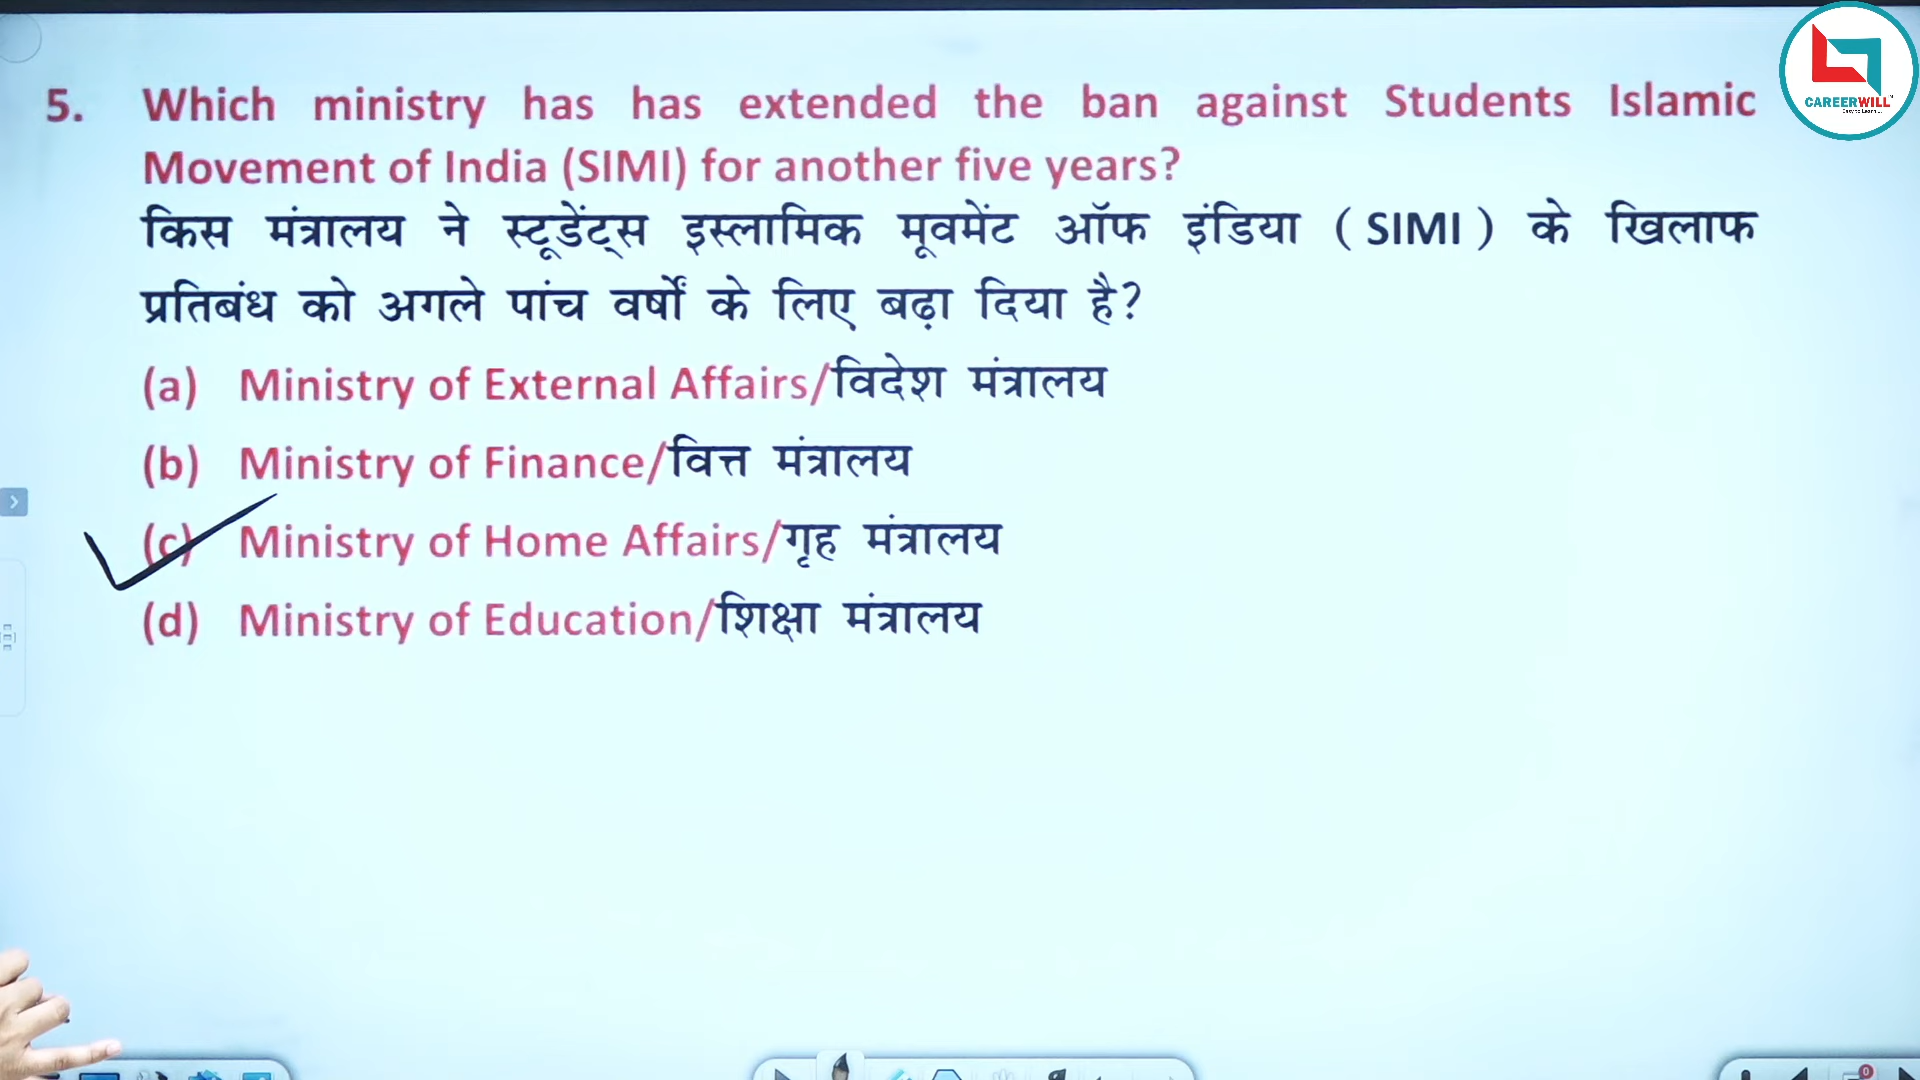 CAREERWILL
5. Which ministry has has extended the ban against Students Islamic
Movement of India (SIMI) for another five years?
किस मंत्रालय ने स्टूडेंट्स इस्लामिक मूवमेंट ऑफ इंडिया ( SIMI ) के खिलाफ
प्रतिबंध को अगले पांच वर्षों के लिए बढ़ा दिया है?
(a) Ministry of External Affairs/विदेश मंत्रालय
(b) Ministry of Finance/वित्त मंत्रालय
(c) Ministry of Home Affairs/गृह मंत्रालय
(d) Ministry of Education/शिक्षा मंत्रालय
0